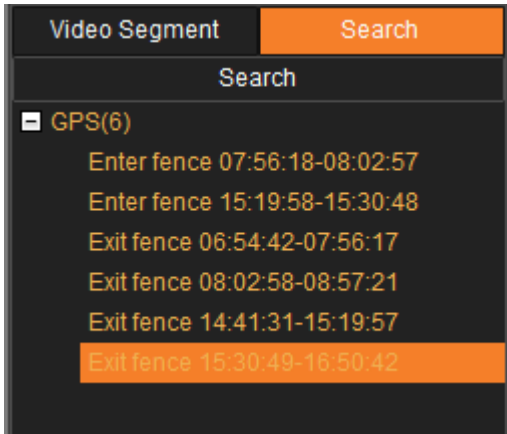 Video Segment Search
Search
GPS(6)
Enter fence 07:56:18-08:02:57
Enter fence 15:19:58-15:30:48
Exit fence 06:54:42-07:56:17
Exit fence 08:02:58-08:57:21
Exit fence 14:41:31-15:19:57
Exit fence 15:30:49-16:50:42